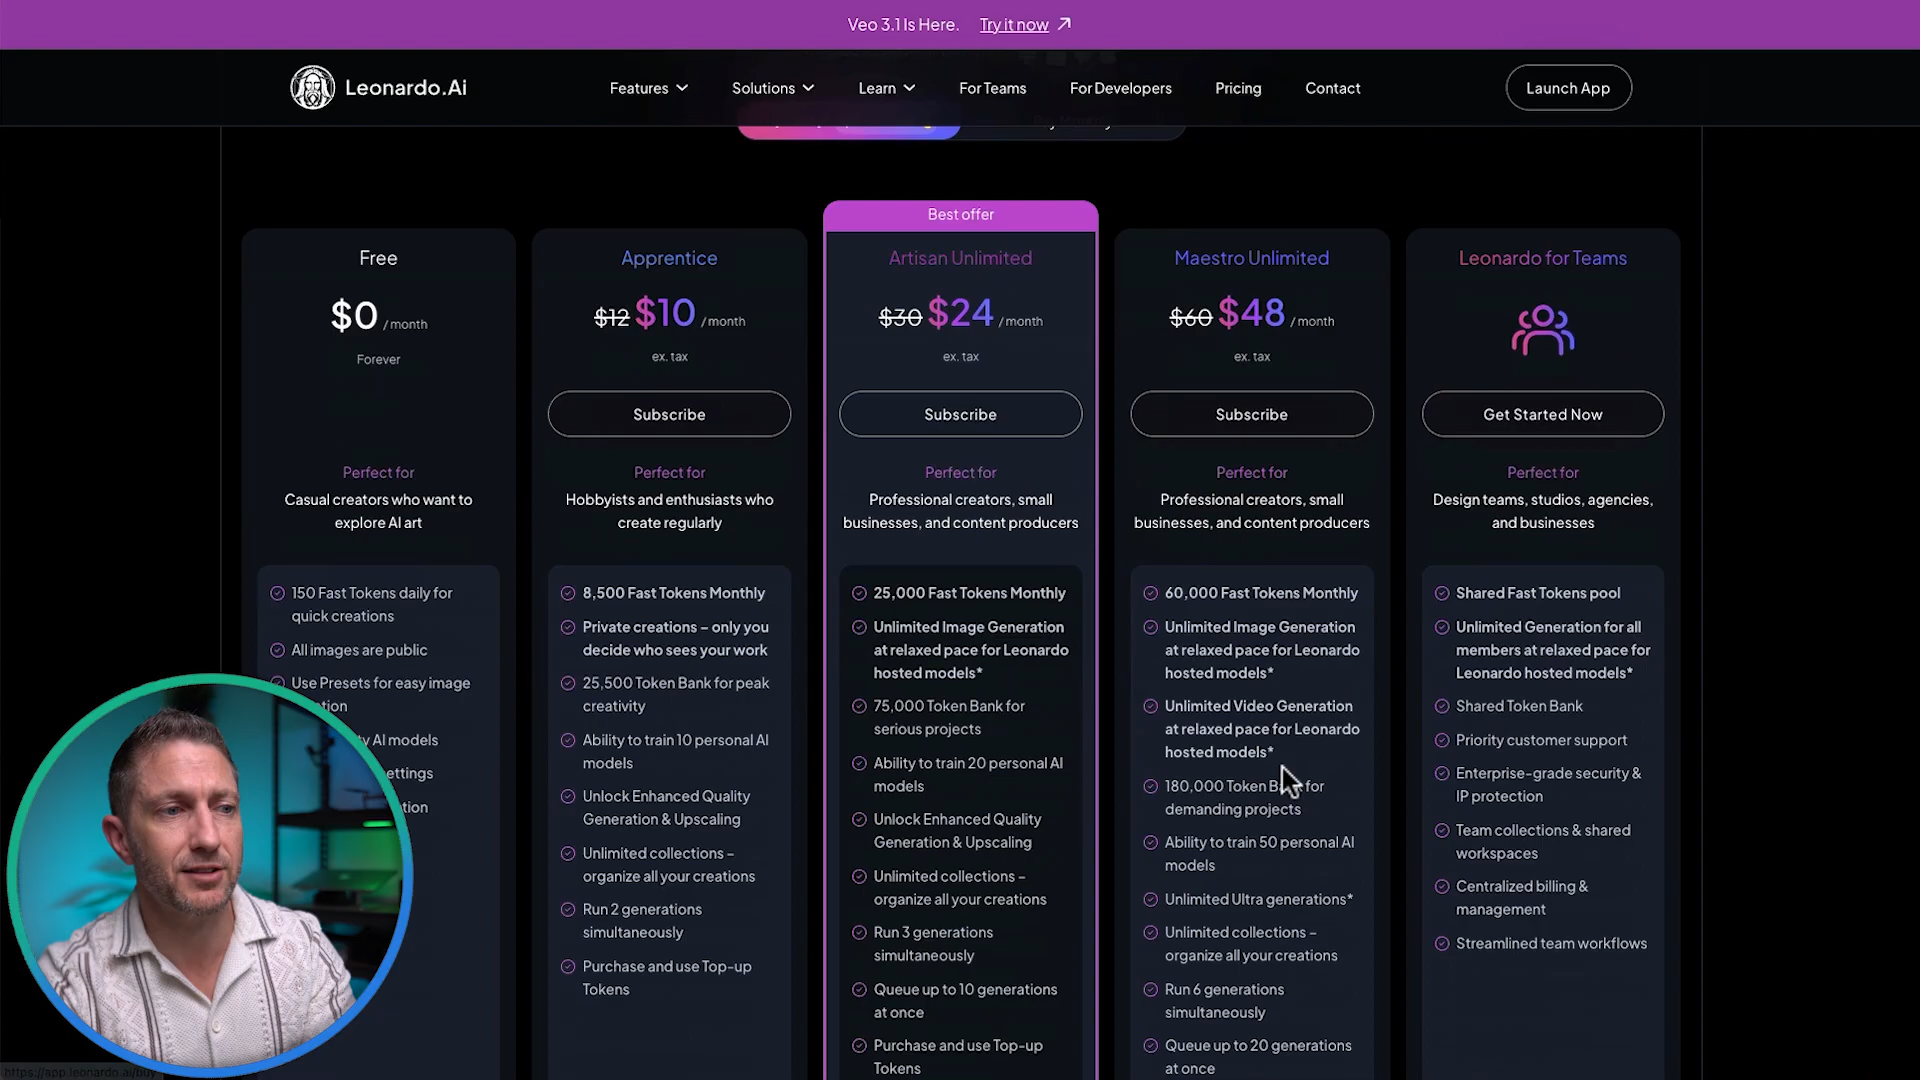 Veo 3.1 Is Here. Try it now
Leonardo.Ai
Features
Solutions
Learn
For Teams
For Developers
Pricing
Contact
Launch App
Free
$0 / month
Forever
Perfect for
Casual creators who want to
explore AI art
150 Fast Tokens daily for
quick creations
All images are public
Use Presets for easy image
AI models
Apprentice
$12 $10 / month
ex. tax
Subscribe
Perfect for
Hobbyists and enthusiasts who
create regularly
8,500 Fast Tokens Monthly
Private creations – only you
decide who sees your work
25,500 Token Bank for peak
creativity
Ability to train 10 personal AI
models
Unlock Enhanced Quality
Generation & Upscaling
Unlimited collections –
organize all your creations
Run 2 generations
simultaneously
Purchase and use Top-up
Tokens
Best offer
Artisan Unlimited
$30 $24 / month
ex. tax
Subscribe
Perfect for
Professional creators, small
businesses, and content producers
25,000 Fast Tokens Monthly
Unlimited Image Generation
at relaxed pace for Leonardo
hosted models*
75,000 Token Bank for
serious projects
Ability to train 20 personal AI
models
Unlock Enhanced Quality
Generation & Upscaling
Unlimited collections –
organize all your creations
Run 3 generations
simultaneously
Queue up to 10 generations
at once
Purchase and use Top-up
Tokens
Maestro Unlimited
$60 $48 / month
ex. tax
Subscribe
Perfect for
Professional creators, small
businesses, and content producers
60,000 Fast Tokens Monthly
Unlimited Image Generation
at relaxed pace for Leonardo
hosted models*
Unlimited Video Generation
at relaxed pace for Leonardo
hosted models*
180,000 Token Bank for
demanding projects
Ability to train 50 personal AI
models
Unlimited Ultra generations*
Unlimited collections –
organize all your creations
Run 6 generations
simultaneously
Queue up to 20 generations
at once
Leonardo for Teams
Get Started Now
Perfect for
Design teams, studios, agencies,
and businesses
Shared Fast Tokens pool
Unlimited Generation for all
members at relaxed pace for
Leonardo hosted models*
Shared Token Bank
Priority customer support
Enterprise-grade security &
IP protection
Team collections & shared
workspaces
Centralized billing &
management
Streamlined team workflows
https://app.leonardo.ai/buy